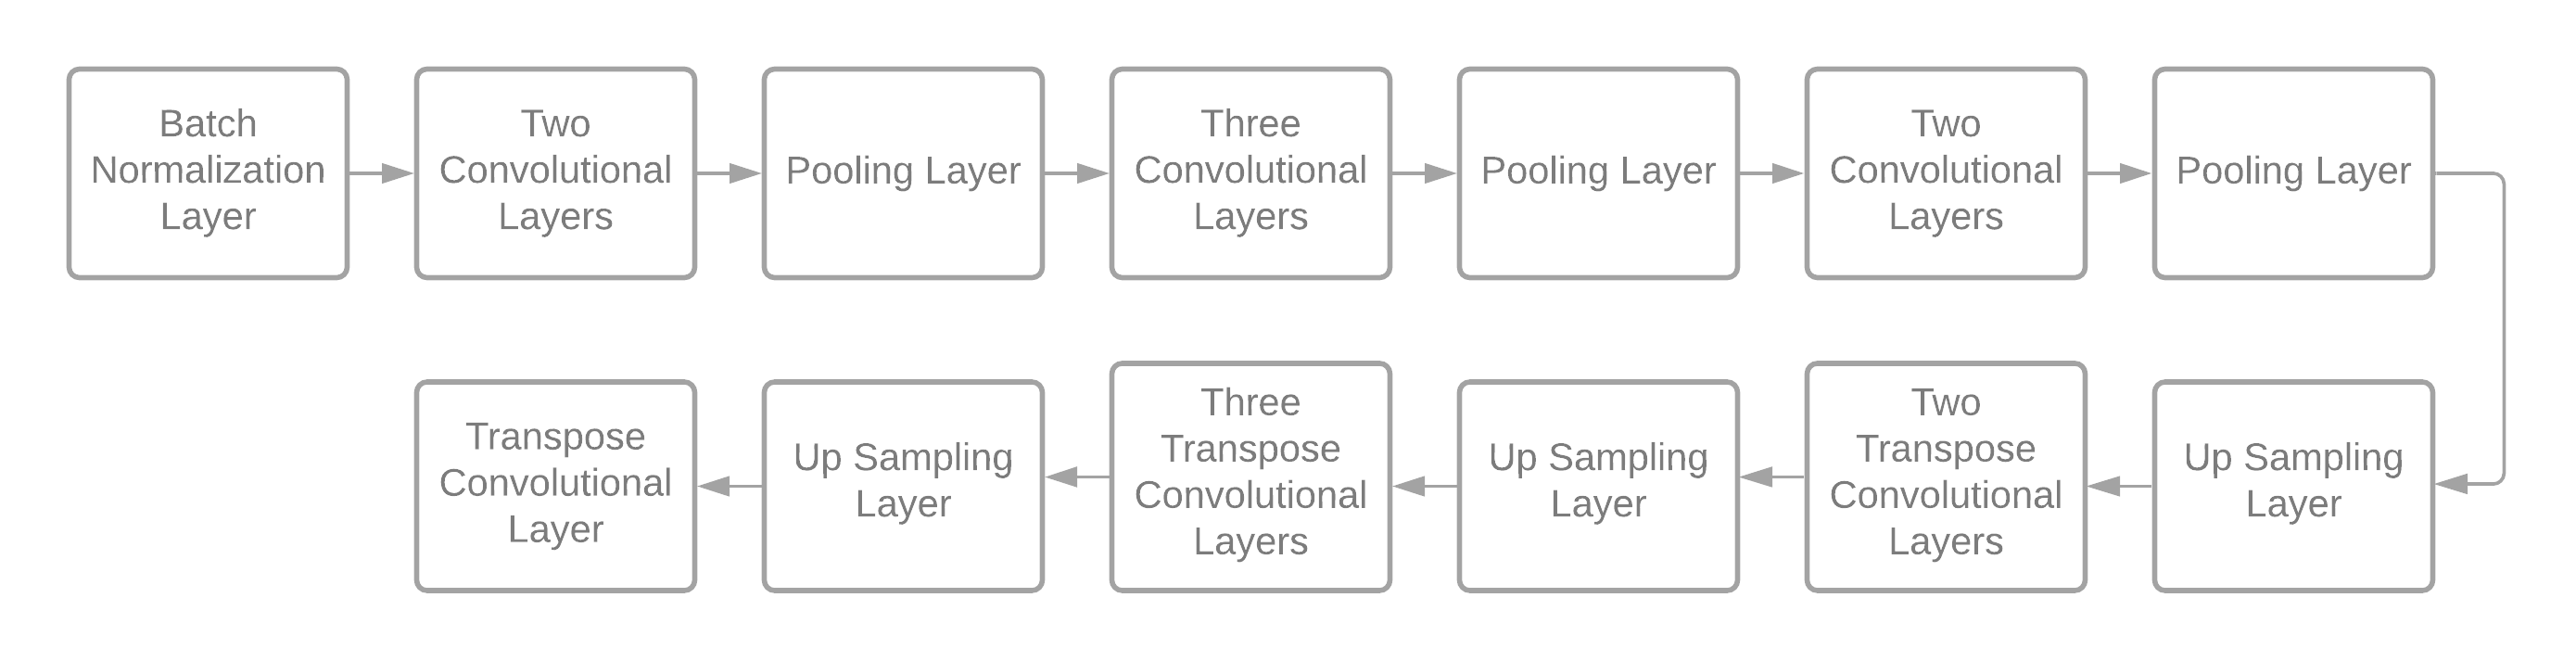 Batch
Normalization
Layer
Two
Convolutional
Layers
Pooling Layer
Three
Convolutional
Layers
Pooling Layer
Two
Convolutional
Layers
Pooling Layer
Up Sampling
Layer
Two
Transpose
Convolutional
Layers
Up Sampling
Layer
Three
Transpose
Convolutional
Layers
Up Sampling
Layer
Transpose
Convolutional
Layer